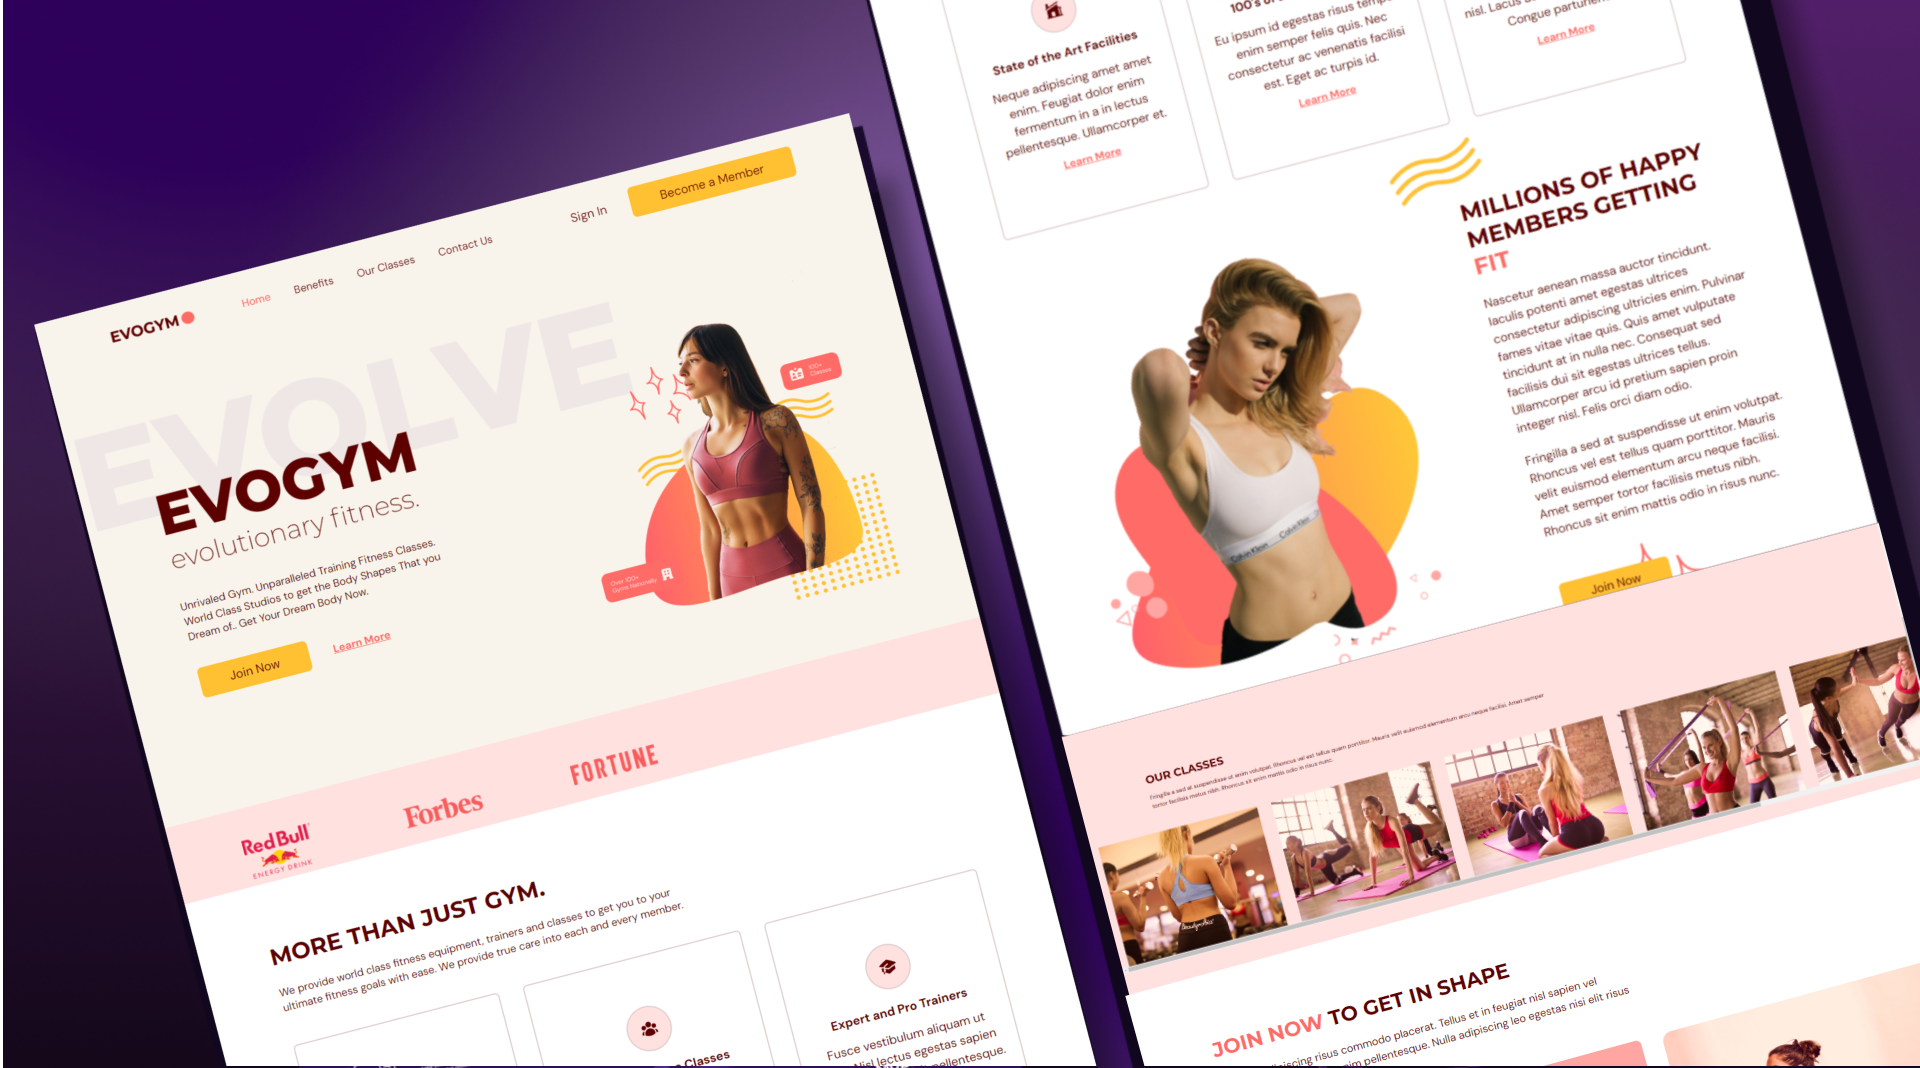 EVOGYM
Home
Benefits
Our Classes
Contact Us
Sign In
Become a Member
EVOLVE
EVOGYM
evolutionary fitness.
Unrivaled Gym. Unparalleled Training Fitness Classes.
World Class Studios to get the Body Shapes That you
Dream of.. Get Your Dream Body Now.
Join Now
Learn More
100+
Classes
Over 100+
Gyms Nationally
Red Bull
ENERGY DRINK
Forbes
FORTUNE
MORE THAN JUST GYM.
We provide world class fitness equipment, trainers and classes to get you to your
ultimate fitness goals with ease. We provide true care into each and every member.
Classes
Expert and Pro Trainers
Fusce vestibulum aliquam ut
Nisl lectus egestas sapien
pellentesque.
State of the Art Facilities
Neque adipiscing amet amet
enim. Feugiat dolor enim
fermentum in a in lectus
pellentesque. Ullamcorper et.
Learn More
100's of
Eu ipsum id egestas risus tempus
enim semper felis quis. Nec
consectetur ac venenatis facilisi
est. Eget ac turpis id.
Learn More
nisl. Lacus
Congue parturient
Learn More
MILLIONS OF HAPPY
MEMBERS GETTING
FIT
Nascetur aenean massa auctor tincidunt.
Iaculis potenti amet egestas ultrices
consectetur adipiscing ultricies enim. Pulvinar
fames vitae vitae quis. Quis amet vulputate
tincidunt at in nulla nec. Consequat sed
facilisis dui sit egestas ultrices tellus.
Ullamcorper arcu id pretium sapien proin
integer nisl. Felis orci diam odio.
Fringilla a sed at suspendisse ut enim volutpat.
Rhoncus vel est tellus quam porttitor. Mauris
velit euismod elementum arcu neque facilisi.
Amet semper tortor facilisis metus nibh.
Rhoncus sit enim mattis odio in risus nunc.
Join Now
Calvin Klein
Calvin Klein
OUR CLASSES
Fringilla a sed at suspendisse ut enim volutpat. Rhoncus vel est tellus quam porttitor. Mauris velit euismod elementum arcu neque facilisi. Amet semper
tortor facilisis metus nibh. Rhoncus sit enim mattis odio in risus nunc.
JOIN NOW TO GET IN SHAPE
risus commodo placerat. Tellus et in feugiat nisl sapien vel
pellentesque. Nulla adipiscing leo egestas nisi elit risus